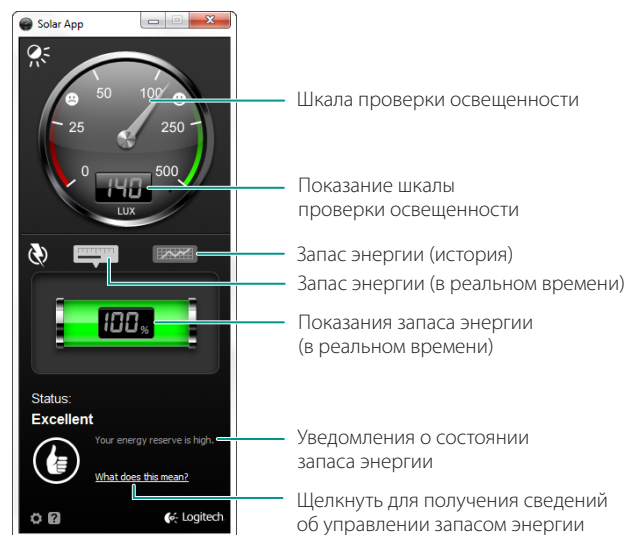 Solar App
50
100
25
250
0
500
140
LUX
100%
Status:
Excellent
Your energy reserve is high.
What does this mean?
Logitech
Шкала проверки освещенности
Показание шкалы
проверки освещенности
Запас энергии (история)
Запас энергии (в реальном времени)
Показания запаса энергии
(в реальном времени)
Уведомления о состоянии
запаса энергии
Щелкнуть для получения сведений
об управлении запасом энергии